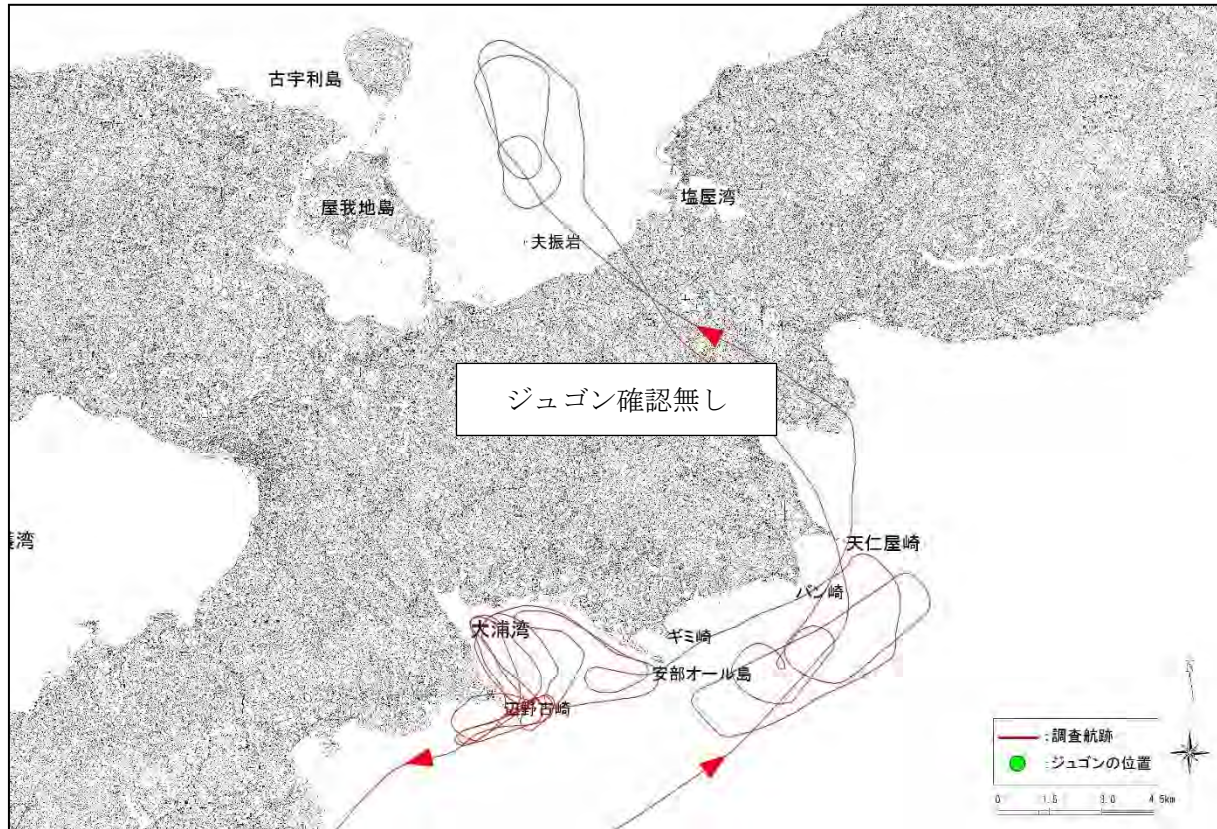 古宇利島
塩屋湾
屋我地島
夫振岩
ジュゴン確認無し
湾
天仁屋崎
バン崎
大浦湾
ギミ崎
安部オール島
辺野古崎
N
:調査航跡
:ジュゴンの位置
0 1.5 3.0 4.5km